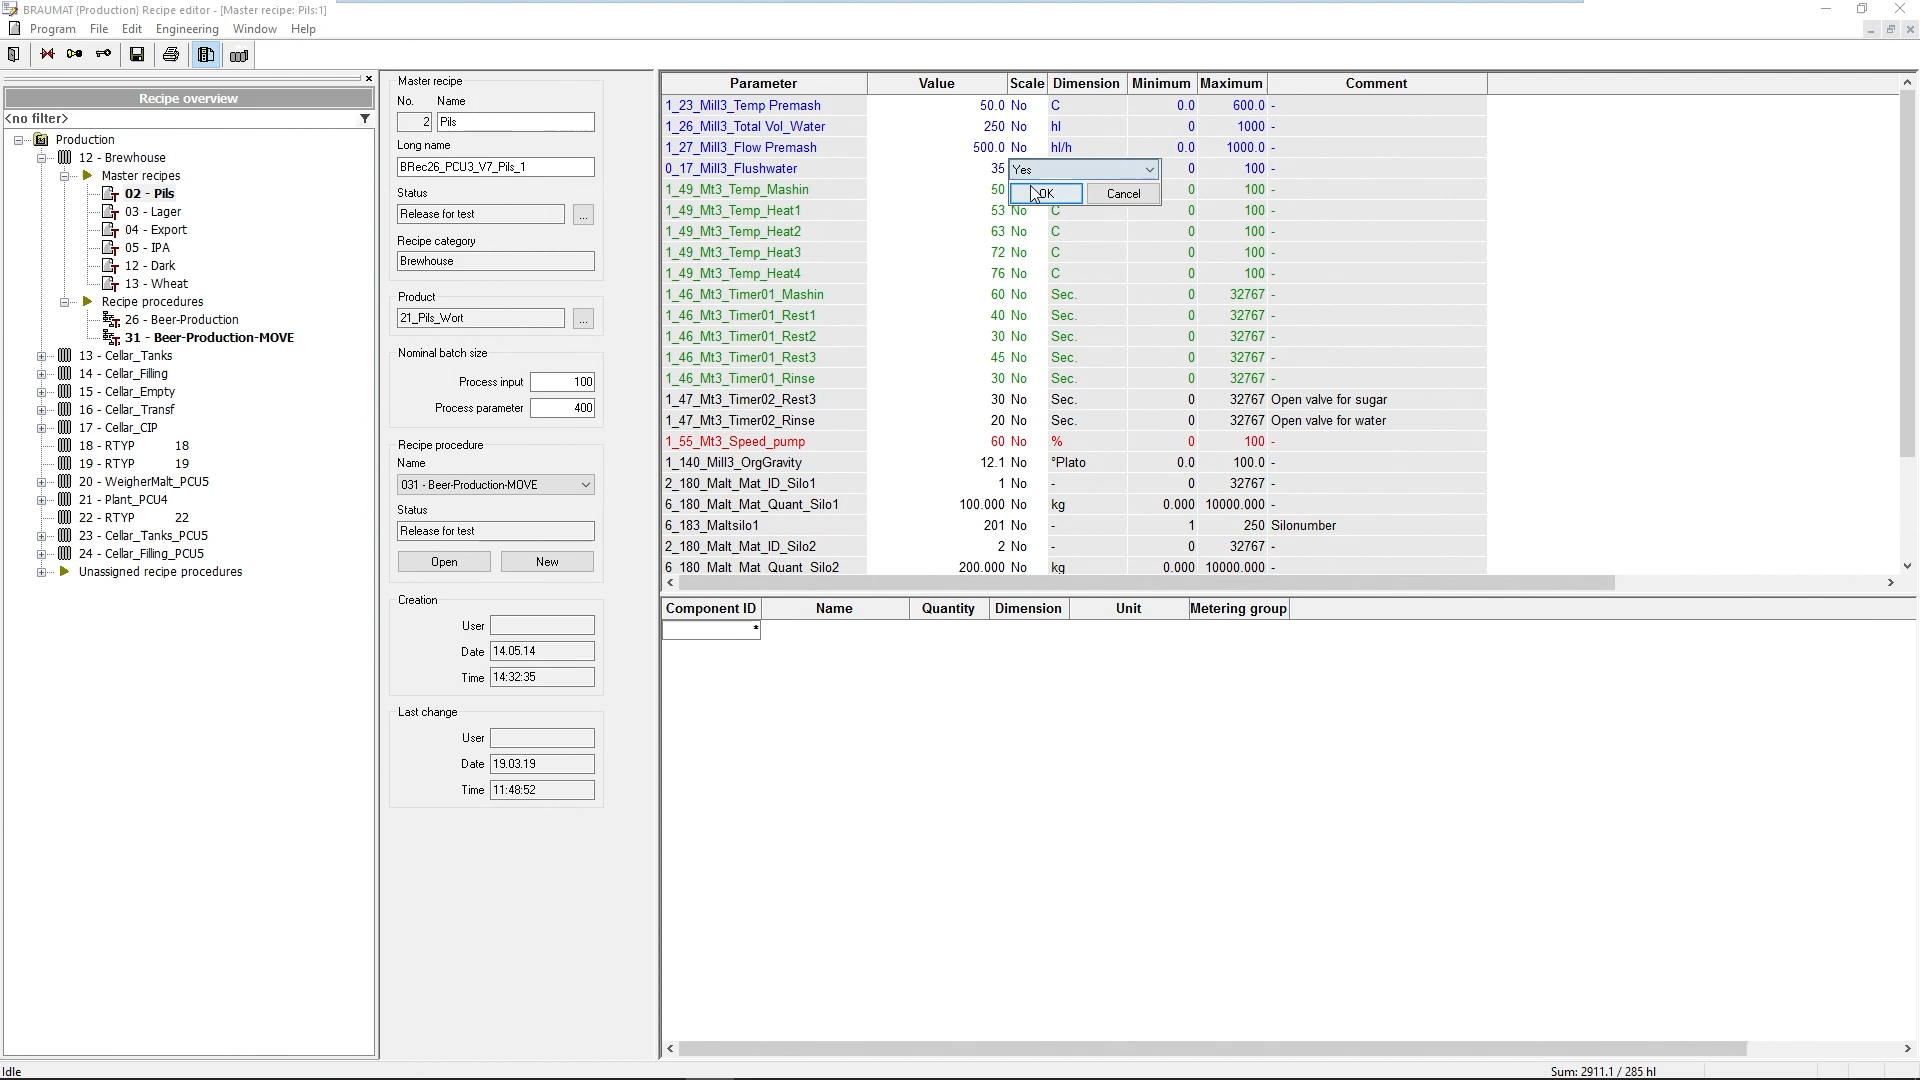 BRAUMAT (Production) Recipe editor - [Master recipe: Pils:1]
Program File Edit Engineering Window Help
Recipe overview
<no filter>
Production
12 - Brewhouse
Master recipes
02 - Pils
03 - Lager
04 - Export
05 - IPA
12 - Dark
13 - Wheat
Recipe procedures
26 - Beer-Production
31 - Beer-Production-MOVE
13 - Cellar_Tanks
14 - Cellar_Filling
15 - Cellar_Empty
16 - Cellar_Transf
17 - Cellar_CIP
18 - RTYP 18
19 - RTYP 19
20 - WeigherMalt_PCU5
21 - Plant_PCU4
22 - RTYP 22
23 - Cellar_Tanks_PCU5
24 - Cellar_Filling_PCU5
Unassigned recipe procedures
Master recipe
No. Name
2 Pils
Long name
BRec26_PCU3_V7_Pils_1
Status
Release for test ...
Recipe category
Brewhouse
Product
21_Pils_Wort ...
Nominal batch size
Process input 100
Process parameter 400
Recipe procedure
Name
031 - Beer-Production-MOVE
Status
Release for test
Open New
Creation
User
Date 14.05.14
Time 14:32:35
Last change
User
Date 19.03.19
Time 11:48:52
Parameter Value Scale Dimension Minimum Maximum Comment
1_23_Mill3_Temp Premash 50.0 No C 0.0 600.0 -
1_26_Mill3_Total Vol_Water 250 No hl 0 1000 -
1_27_Mill3_Flow Premash 500.0 No hl/h 0.0 1000.0 -
0_17_Mill3_Flushwater 35 Yes 0 100 -
1_49_Mt3_Temp_Mashin 50 OK Cancel 0 100 -
1_49_Mt3_Temp_Heat1 53 No C 0 100 -
1_49_Mt3_Temp_Heat2 63 No C 0 100 -
1_49_Mt3_Temp_Heat3 72 No C 0 100 -
1_49_Mt3_Temp_Heat4 76 No C 0 100 -
1_46_Mt3_Timer01_Mashin 60 No Sec. 0 32767 -
1_46_Mt3_Timer01_Rest1 40 No Sec. 0 32767 -
1_46_Mt3_Timer01_Rest2 30 No Sec. 0 32767 -
1_46_Mt3_Timer01_Rest3 45 No Sec. 0 32767 -
1_46_Mt3_Timer01_Rinse 30 No Sec. 0 32767 -
1_47_Mt3_Timer02_Rest3 30 No Sec. 0 32767 Open valve for sugar
1_47_Mt3_Timer02_Rinse 20 No Sec. 0 32767 Open valve for water
1_55_Mt3_Speed_pump 60 No % 0 100 -
1_140_Mill3_OrgGravity 12.1 No °Plato 0.0 100.0 -
2_180_Malt_Mat_ID_Silo1 1 No - 0 32767 -
6_180_Malt_Mat_Quant_Silo1 100.000 No kg 0.000 10000.000 -
6_183_Maltsilo1 201 No - 1 250 Silonumber
2_180_Malt_Mat_ID_Silo2 2 No - 0 32767 -
6_180_Malt_Mat_Quant_Silo2 200.000 No kg 0.000 10000.000 -
Component ID Name Quantity Dimension Unit Metering group
*
Idle
Sum: 2911.1 / 285 hl